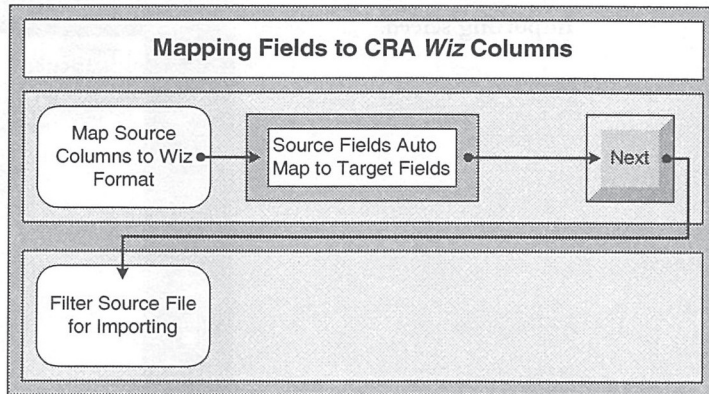 Mapping Fields to CRA Wiz Columns
Map Source
Columns to Wiz
Format
Source Fields Auto
Map to Target Fields
Next
Filter Source File
for Importing